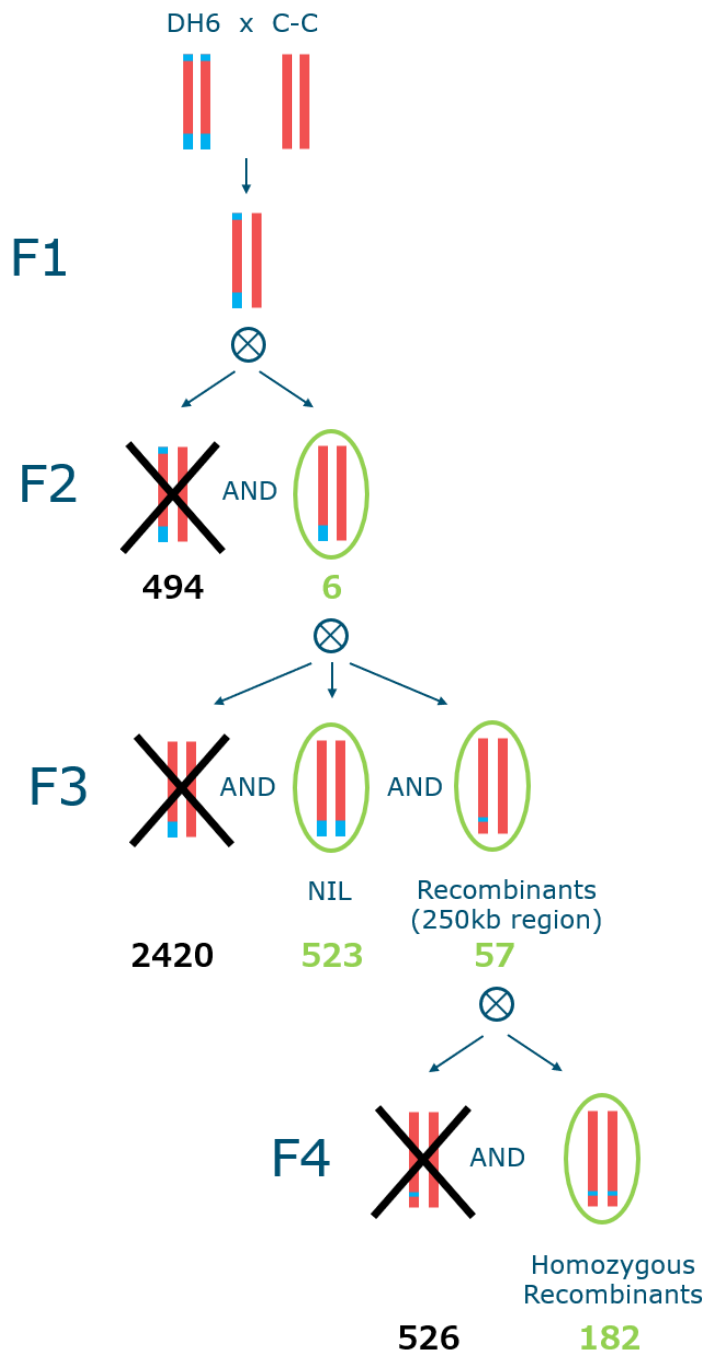 DH6 x C-C
F1
F2
AND
494 6
F3
AND AND
NIL Recombinants
(250kb region)
2420 523 57
F4
AND
Homozygous
Recombinants
526 182